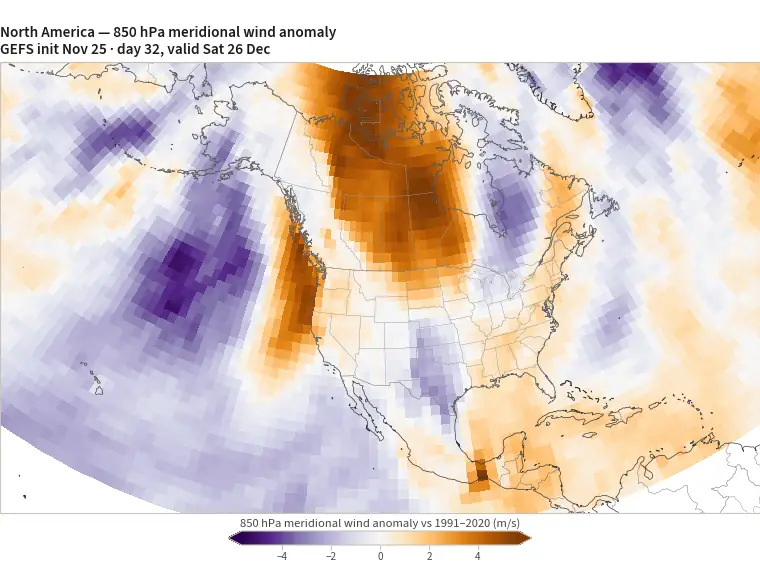 North America — 850 hPa meridional wind anomaly
GEFS init Nov 25 · day 32, valid Sat 26 Dec
850 hPa meridional wind anomaly vs 1991–2020 (m/s)
−4 −2 0 2 4